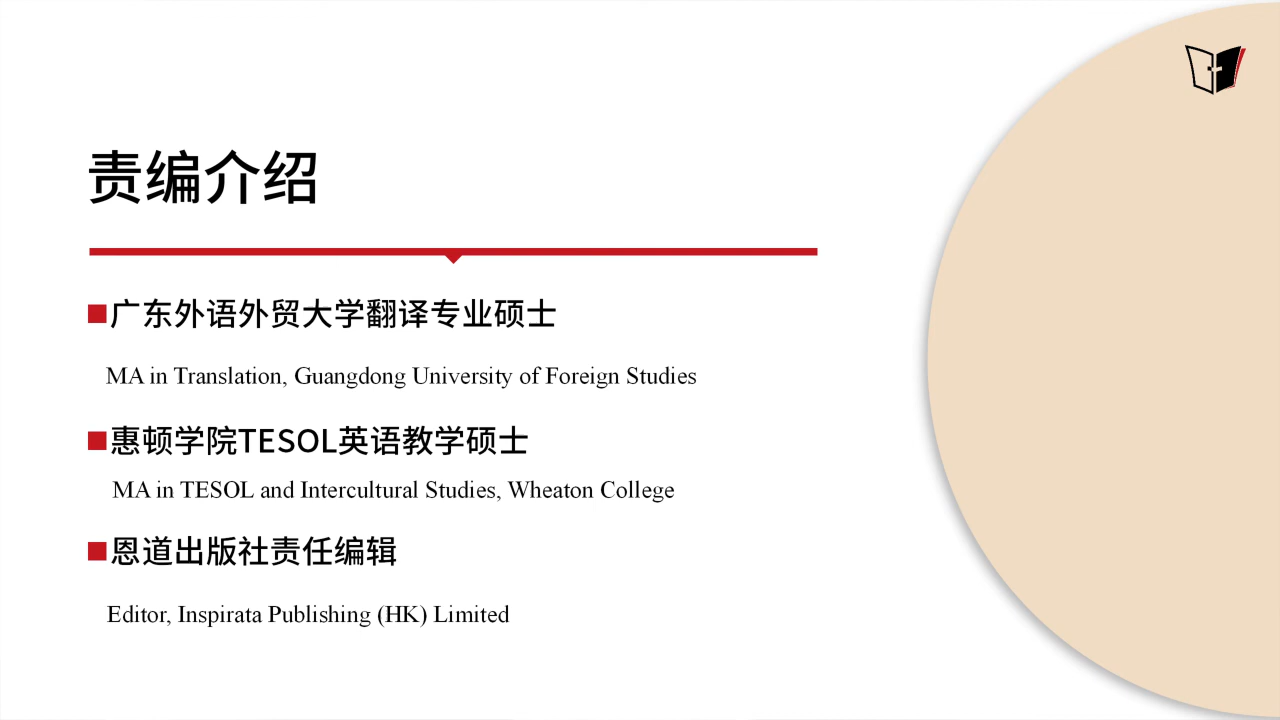 责编介绍
广东外语外贸大学翻译专业硕士
MA in Translation, Guangdong University of Foreign Studies
惠顿学院TESOL英语教学硕士
MA in TESOL and Intercultural Studies, Wheaton College
恩道出版社责任编辑
Editor, Inspirata Publishing (HK) Limited